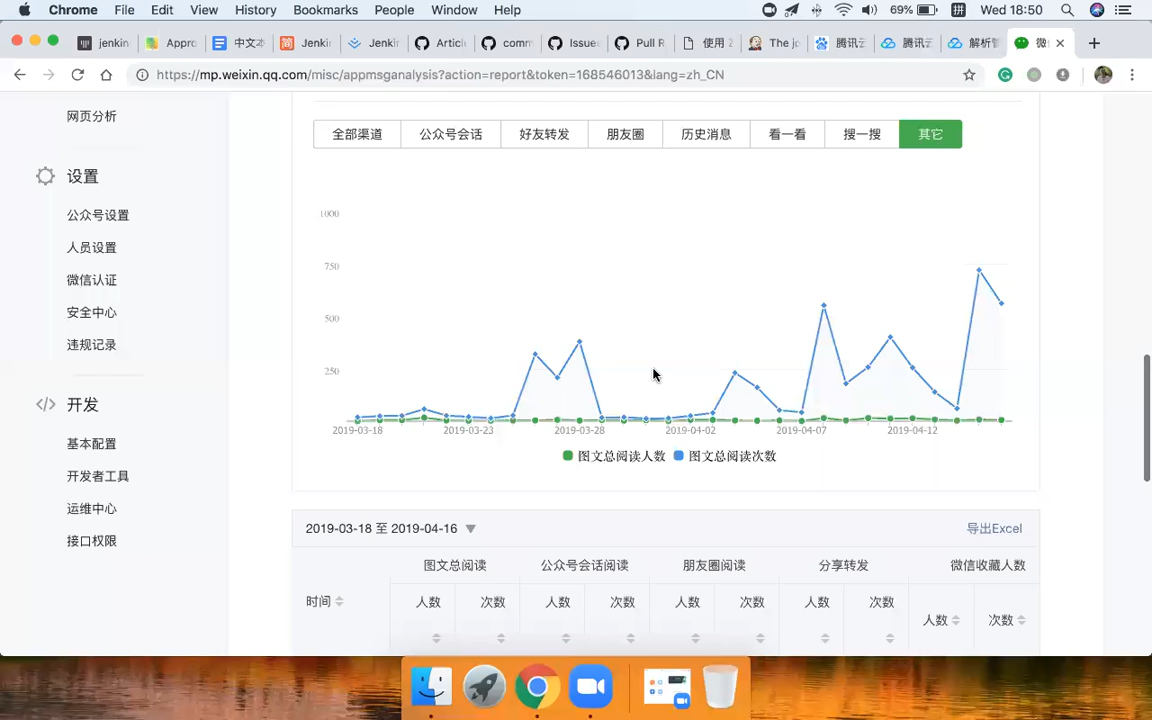 Chrome File Edit View History Bookmarks People Window Help 69% 拼 Wed 18:50
jenkin Appro 中文本 Jenki Jenki Articl comm Issue Pull R 使用 The jo 腾讯云 腾讯云 解析
https://mp.weixin.qq.com/misc/appmsganalysis?action=report&token=168546013&lang=zh_CN
网页分析
设置
公众号设置
人员设置
微信认证
安全中心
违规记录
开发
基本配置
开发者工具
运维中心
接口权限
全部渠道 公众号会话 好友转发 朋友圈 历史消息 看一看 搜一搜 其它
1000
750
500
250
2019-03-18 2019-03-23 2019-03-28 2019-04-02 2019-04-07 2019-04-12
图文总阅读人数 图文总阅读次数
2019-03-18 至 2019-04-16 导出Excel
图文总阅读 公众号会话阅读 朋友圈阅读 分享转发 微信收藏人数
时间 人数 次数 人数 次数 人数 次数 人数 次数 人数 次数